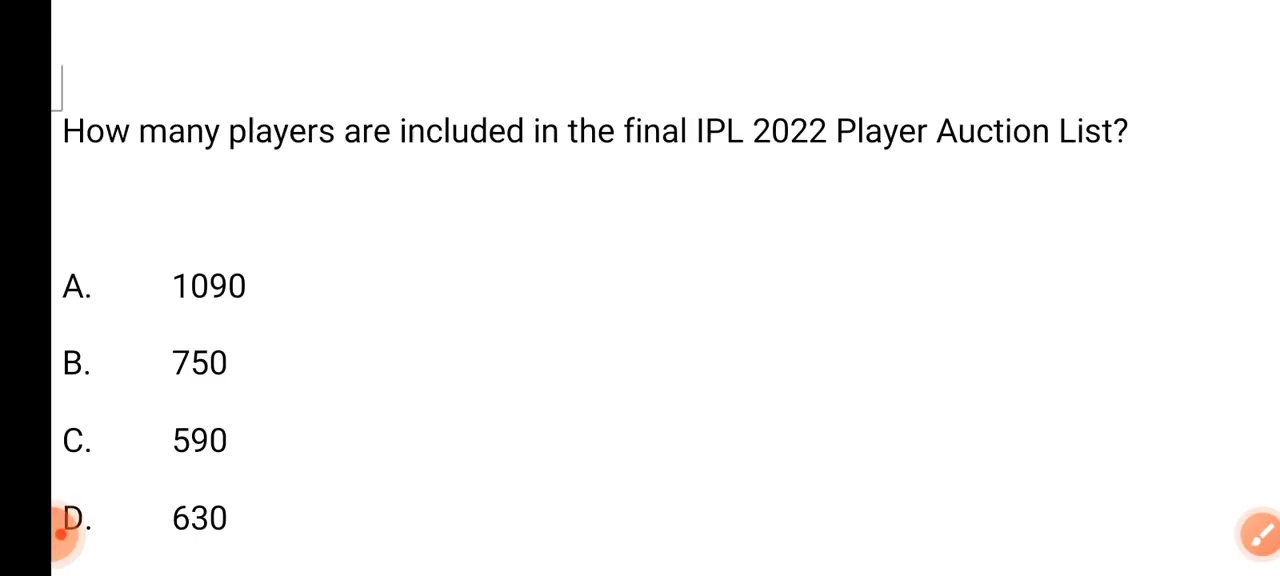 How many players are included in the final IPL 2022 Player Auction List?
A. 1090
B. 750
C. 590
D. 630